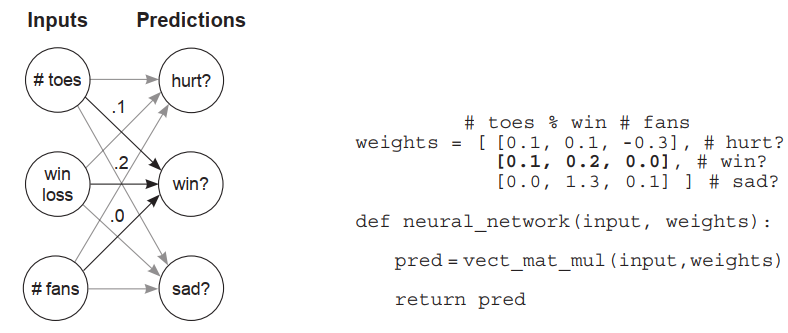 Inputs Predictions
# toes
hurt?
.1
win
loss
.2
win?
.0
# fans
sad?
# toes % win # fans
weights = [ [0.1, 0.1, -0.3], # hurt?
[0.1, 0.2, 0.0], # win?
[0.0, 1.3, 0.1] ] # sad?
def neural_network(input, weights):
pred = vect_mat_mul(input,weights)
return pred